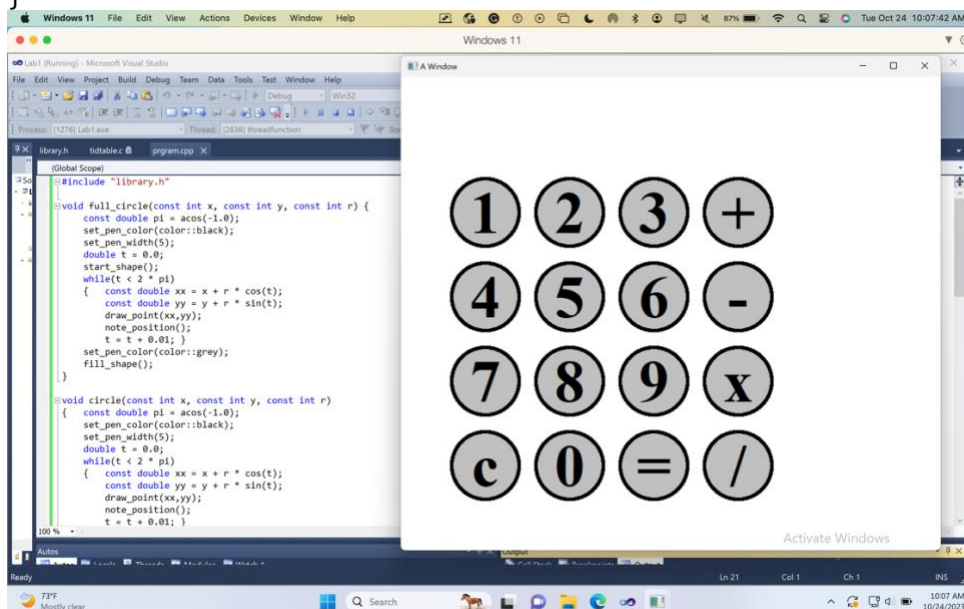 }
Windows 11 File Edit View Actions Devices Window Help 87% Tue Oct 24 10:07:42 AM
Windows 11
Lab1 (Running) - Microsoft Visual Studio
File Edit View Project Build Debug Team Data Tools Test Window Help
Debug Win32
Process: [1276] Lab1.exe Thread: [2636] threadfunction
library.h tidtable.c prgram.cpp
(Global Scope)
#include "library.h"
void full_circle(const int x, const int y, const int r) {
const double pi = acos(-1.0);
set_pen_color(color::black);
set_pen_width(5);
double t = 0.0;
start_shape();
while(t < 2 * pi)
{ const double xx = x + r * cos(t);
const double yy = y + r * sin(t);
draw_point(xx,yy);
note_position();
t = t + 0.01; }
set_pen_color(color::grey);
fill_shape();
}
void circle(const int x, const int y, const int r)
{ const double pi = acos(-1.0);
set_pen_color(color::black);
set_pen_width(5);
double t = 0.0;
while(t < 2 * pi)
{ const double xx = x + r * cos(t);
const double yy = y + r * sin(t);
draw_point(xx,yy);
note_position();
t = t + 0.01; }
100 %
A Window
1 2 3 +
4 5 6 -
7 8 9 x
c 0 = /
Activate Windows
Autos
Output
Ready Ln 21 Col 1 Ch 1 INS
73°F
Mostly clear
Search
10:07 AM